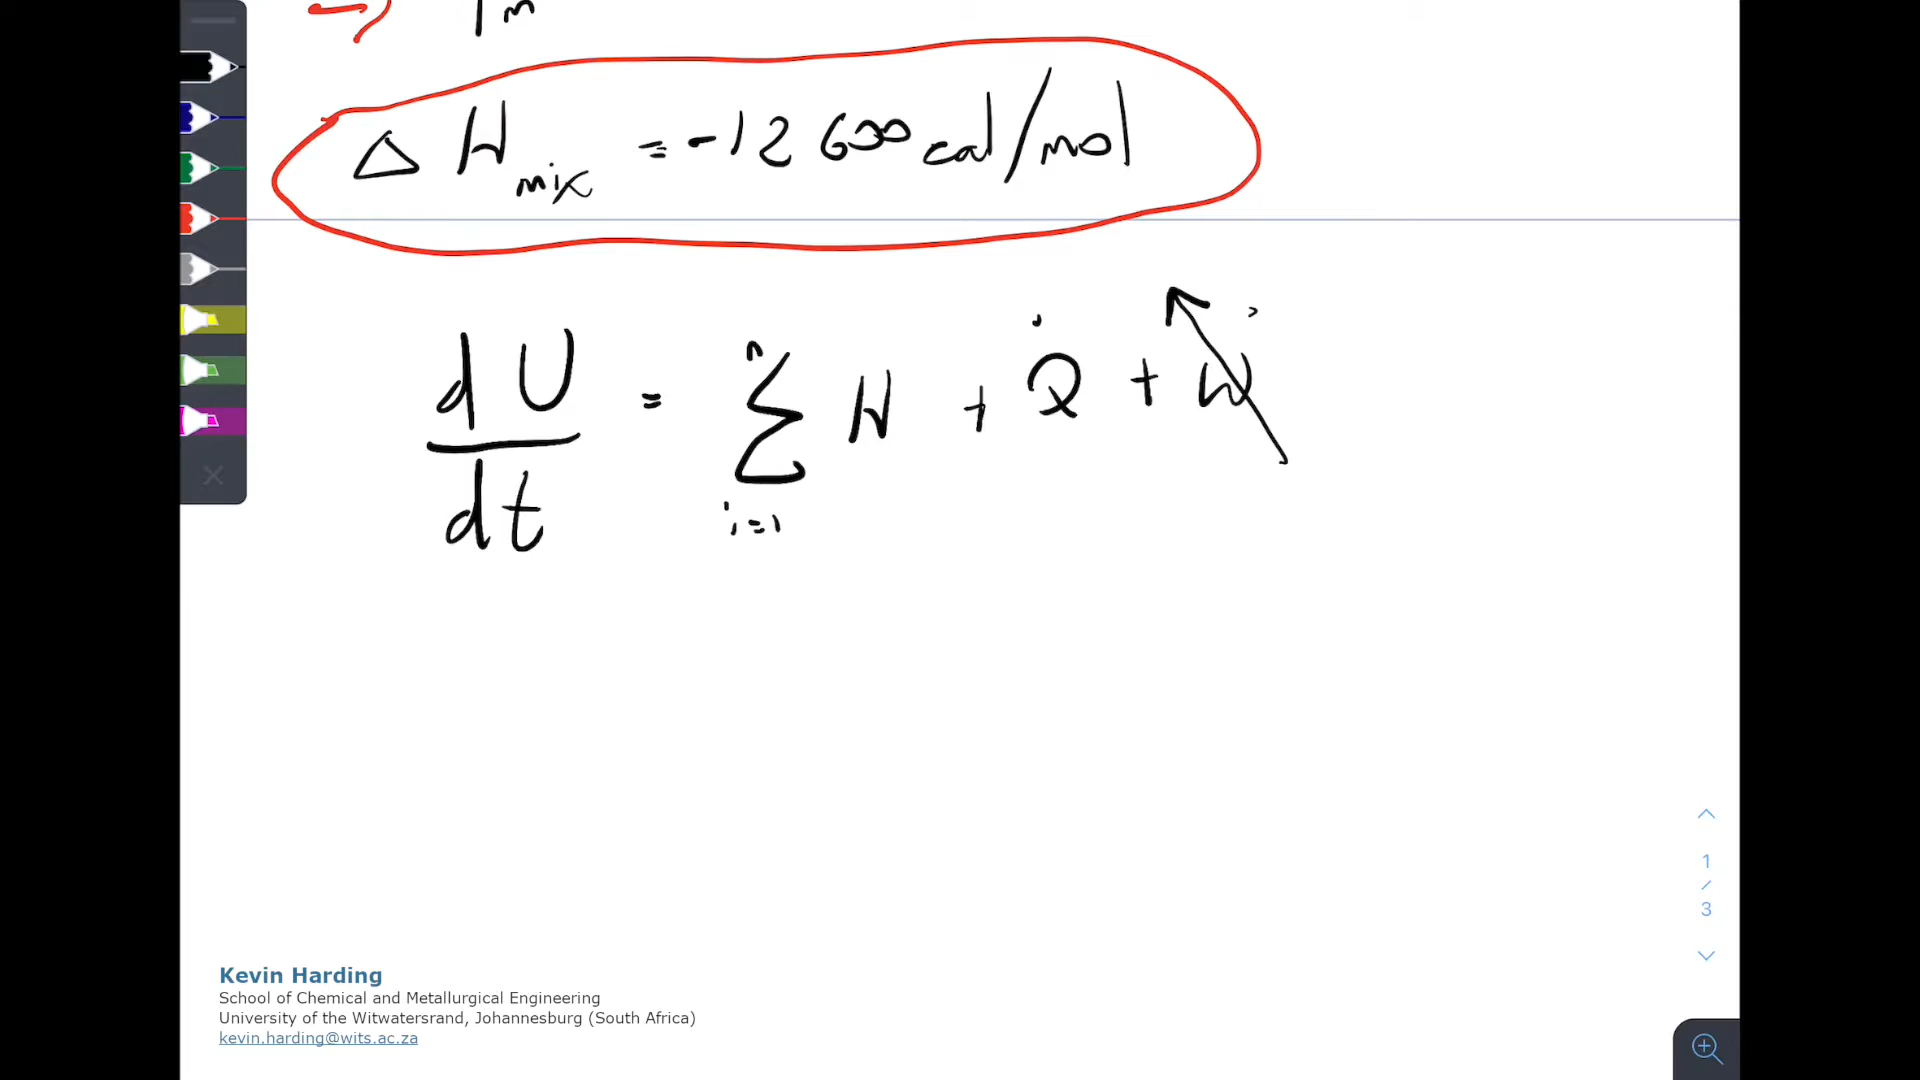 ΔH_mix = -12 600 cal/mol
dU/dt = Σ_{i=1}^{n} H + Q̇ + Ẇ
1
/
3
Kevin Harding
School of Chemical and Metallurgical Engineering
University of the Witwatersrand, Johannesburg (South Africa)
kevin.harding@wits.ac.za